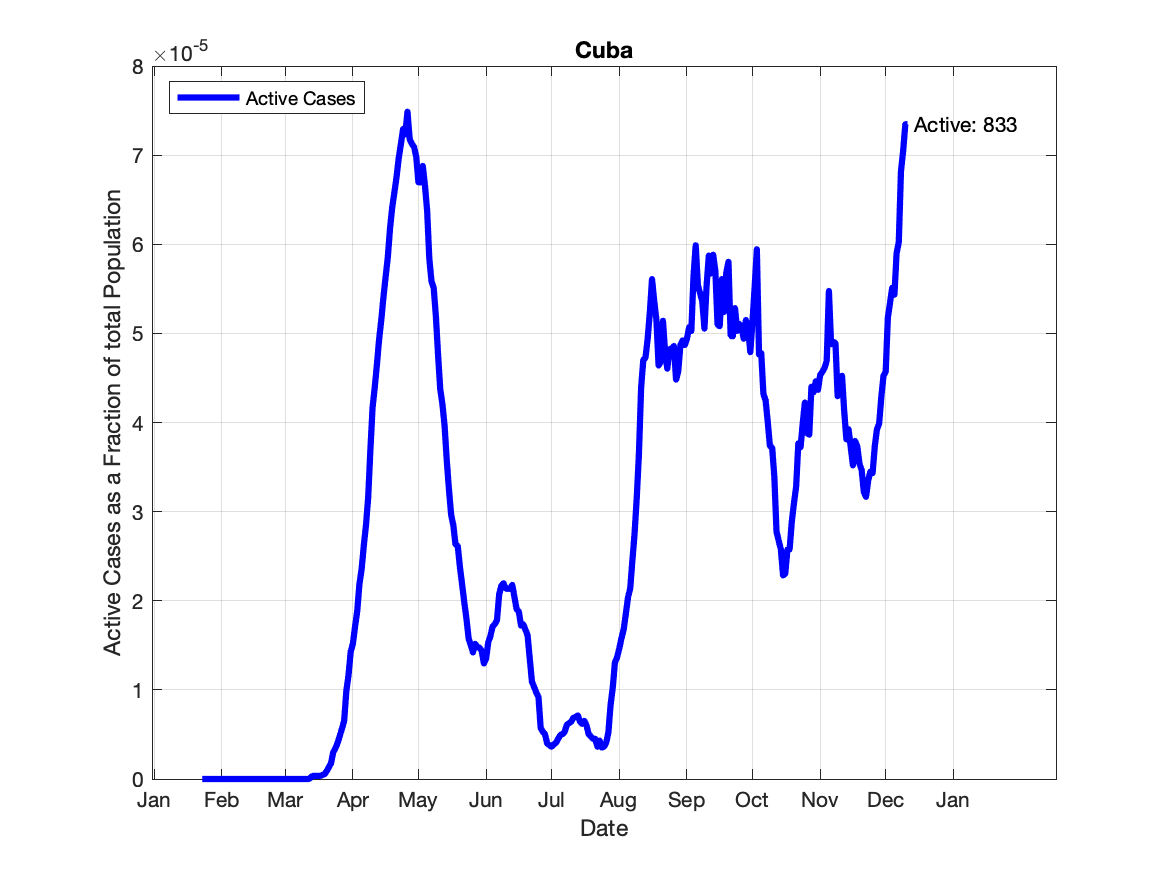 Cuba
×10-5
Active Cases
Active: 833
8
7
6
5
4
3
2
1
0
Active Cases as a Fraction of total Population
Jan Feb Mar Apr May Jun Jul Aug Sep Oct Nov Dec Jan
Date